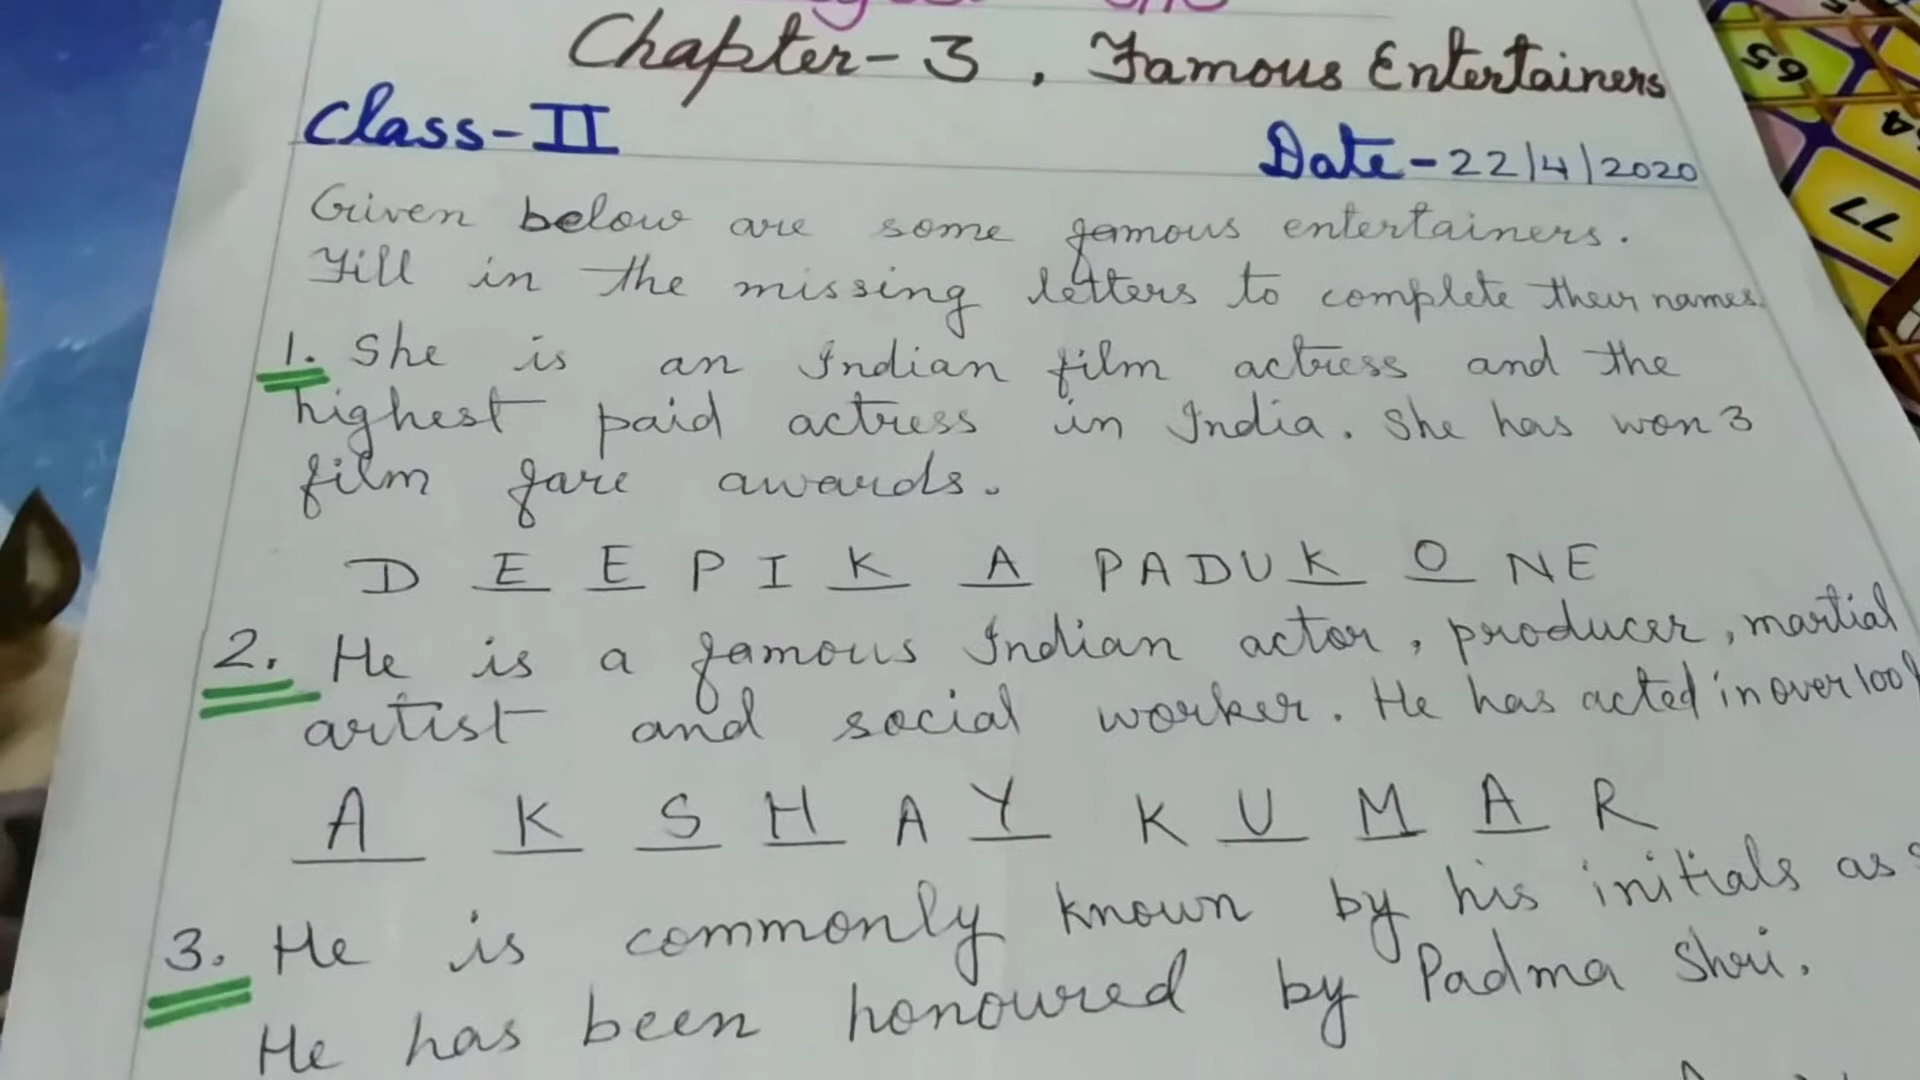 Chapter-3, Famous Entertainers
Class-II
Date-22/4/2020
Given below are some famous entertainers.
Fill in the missing letters to complete their names.
1. She is an Indian film actress and the
highest paid actress in India. She has won 3
film fare awards.
D E E P I K A PADUKONE
2. He is a famous Indian actor, producer, martial
artist and social worker. He has acted in over 100
A K S H A Y K U M A R
3. He is commonly known by his initials as
He has been honoured by Padma Shri.
65
77